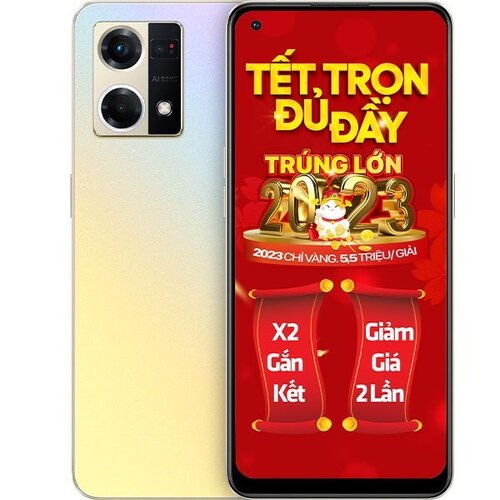 TẾT, TRỌN
ĐỦ, ĐẦY
TRÚNG LỚN
2023
2023 CHỈ VÀNG. 5,5 TRIỆU/ GIẢI
X2
Gắn
Kết
Giảm
Giá
2 Lần
AI